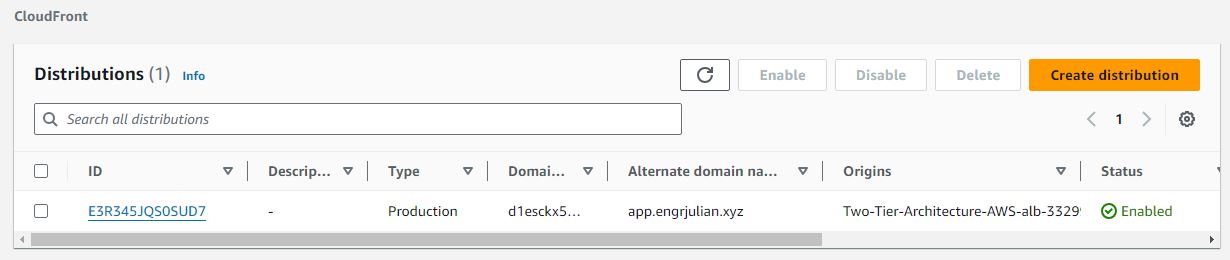 CloudFront
Distributions (1) Info
Enable Disable Delete Create distribution
Search all distributions
1
ID Descrip... Type Domai... Alternate domain na... Origins Status
E3R345JQS0SUD7 - Production d1esckx5... app.engrjulian.xyz Two-Tier-Architecture-AWS-alb-3329 Enabled